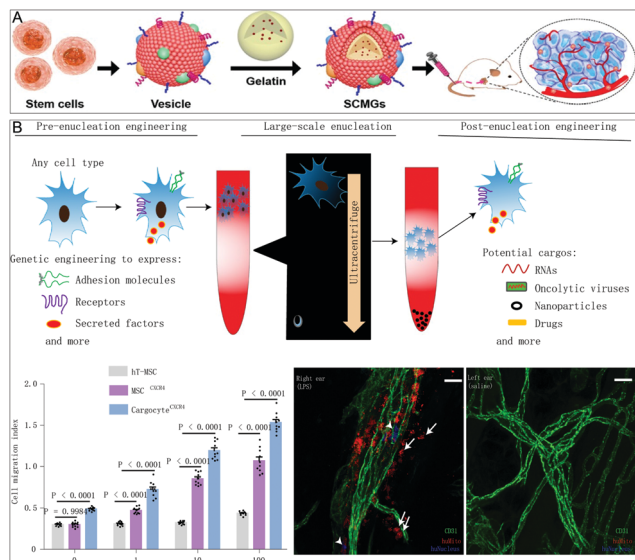 A
Gelatin
Stem cells
Vesicle
SCMGs
B
Pre-enucleation engineering
Large-scale enucleation
Post-enucleation engineering
Any cell type
Ultracentrifuge
Genetic engineering to express:
Adhesion molecules
Receptors
Secreted factors
and more
Potential cargos:
RNAs
Oncolytic viruses
Nanoparticles
Drugs
and more
hT-MSC
MSC CXCR4
Cargocyte CXCR4
Cell migration index
2.0
1.5
1.0
0.5
0
P < 0.0001
P < 0.0001
P < 0.0001
P < 0.0001
P < 0.0001
P < 0.0001
P < 0.0001
P = 0.9984
0
1
10
100
Right ear
(LPS)
CD31
Left ear
(saline)
CD31